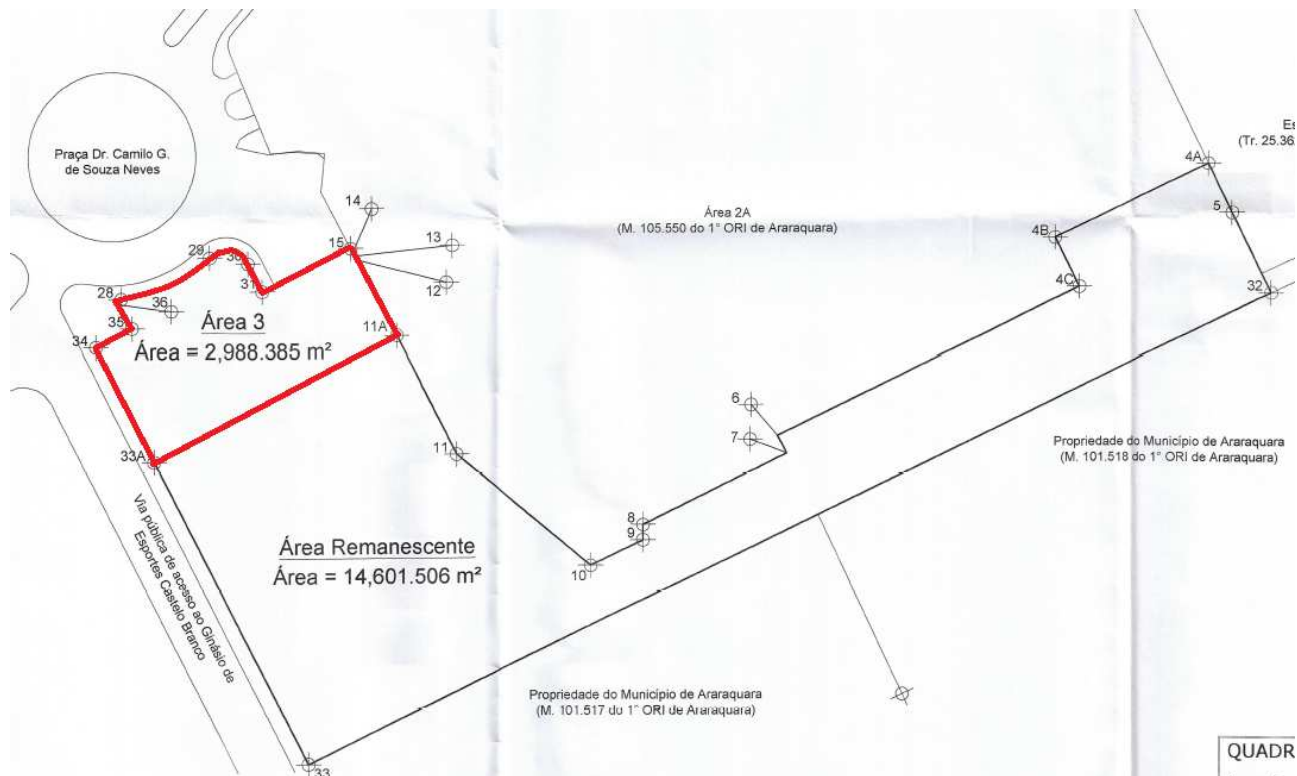 Praça Dr. Camilo G.
de Souza Neves
Es
(Tr. 25.36
4A
14
Área 2A
(M. 105.550 do 1° ORI de Araraquara)
5
13
15
4B
29
30
12
4C
32
31
28
36
Área 3
35
11A
34
Área = 2,988.385 m²
6
7
Propriedade do Município de Araraquara
(M. 101.518 do 1° ORI de Araraquara)
33A
11
Via pública de acesso ao Ginásio de
Esportes Castelo Branco
8
9
Área Remanescente
10
Área = 14,601.506 m²
Propriedade do Município de Araraquara
(M. 101.517 do 1° ORI de Araraquara)
33
QUADR